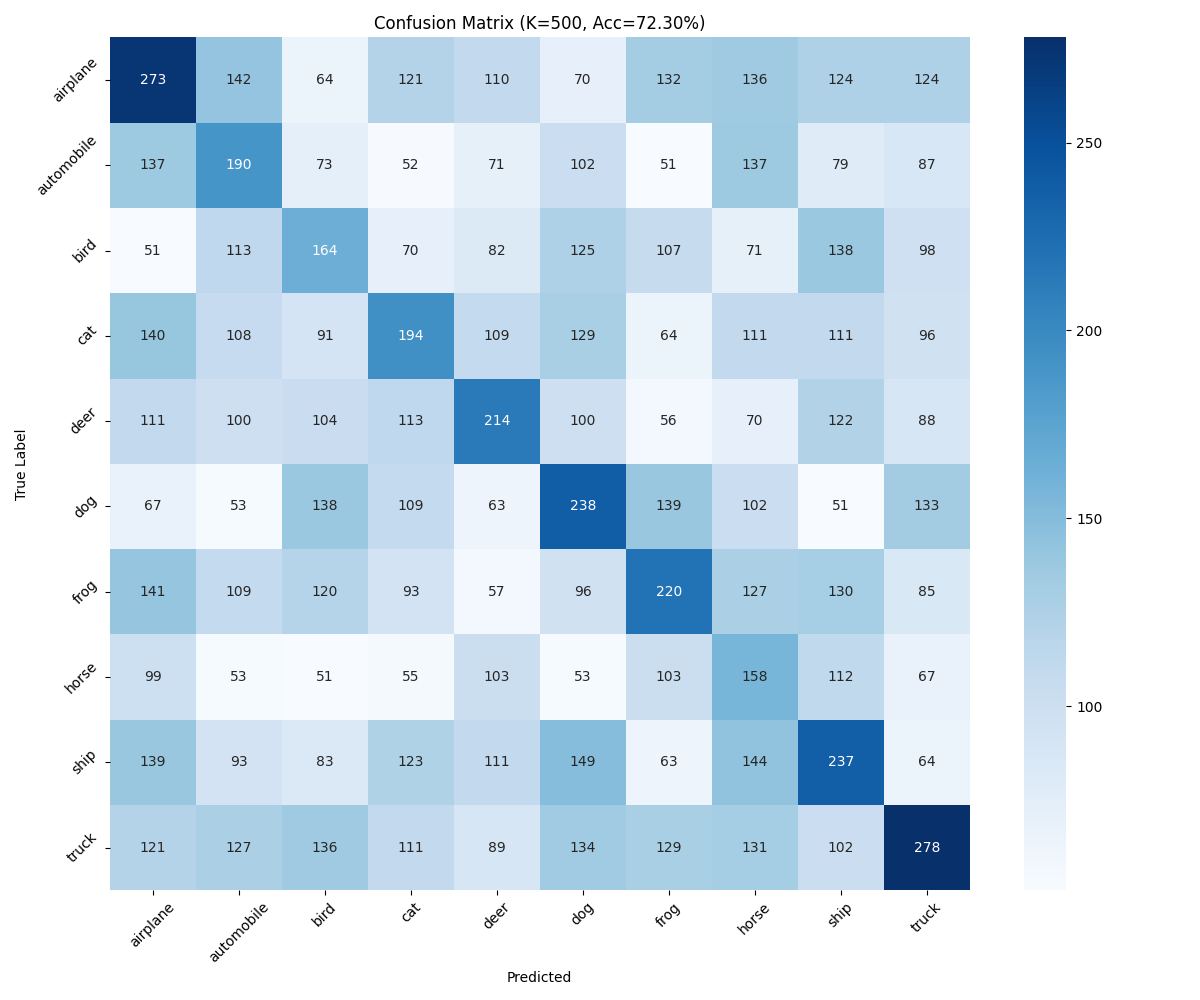 Confusion Matrix (K=500, Acc=72.30%)
airplane 273 142 64 121 110 70 132 136 124 124
automobile 137 190 73 52 71 102 51 137 79 87
bird 51 113 164 70 82 125 107 71 138 98
cat 140 108 91 194 109 129 64 111 111 96
deer 111 100 104 113 214 100 56 70 122 88
dog 67 53 138 109 63 238 139 102 51 133
frog 141 109 120 93 57 96 220 127 130 85
horse 99 53 51 55 103 53 103 158 112 67
ship 139 93 83 123 111 149 63 144 237 64
truck 121 127 136 111 89 134 129 131 102 278
airplane automobile bird cat deer dog frog horse ship truck
Predicted
True Label
250
200
150
100